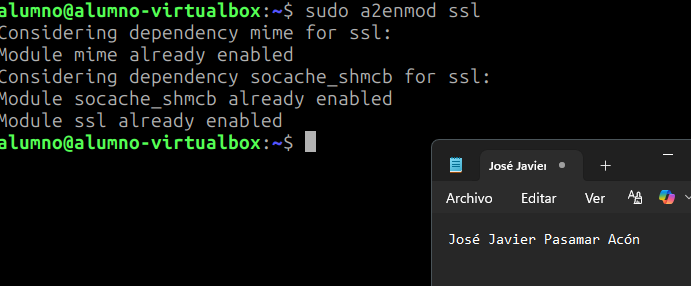 alumno@alumno-virtualbox:~$ sudo a2enmod ssl
Considering dependency mime for ssl:
Module mime already enabled
Considering dependency socache_shmcb for ssl:
Module socache_shmcb already enabled
Module ssl already enabled
alumno@alumno-virtualbox:~$
José Javier
Archivo Editar Ver
José Javier Pasamar Acón